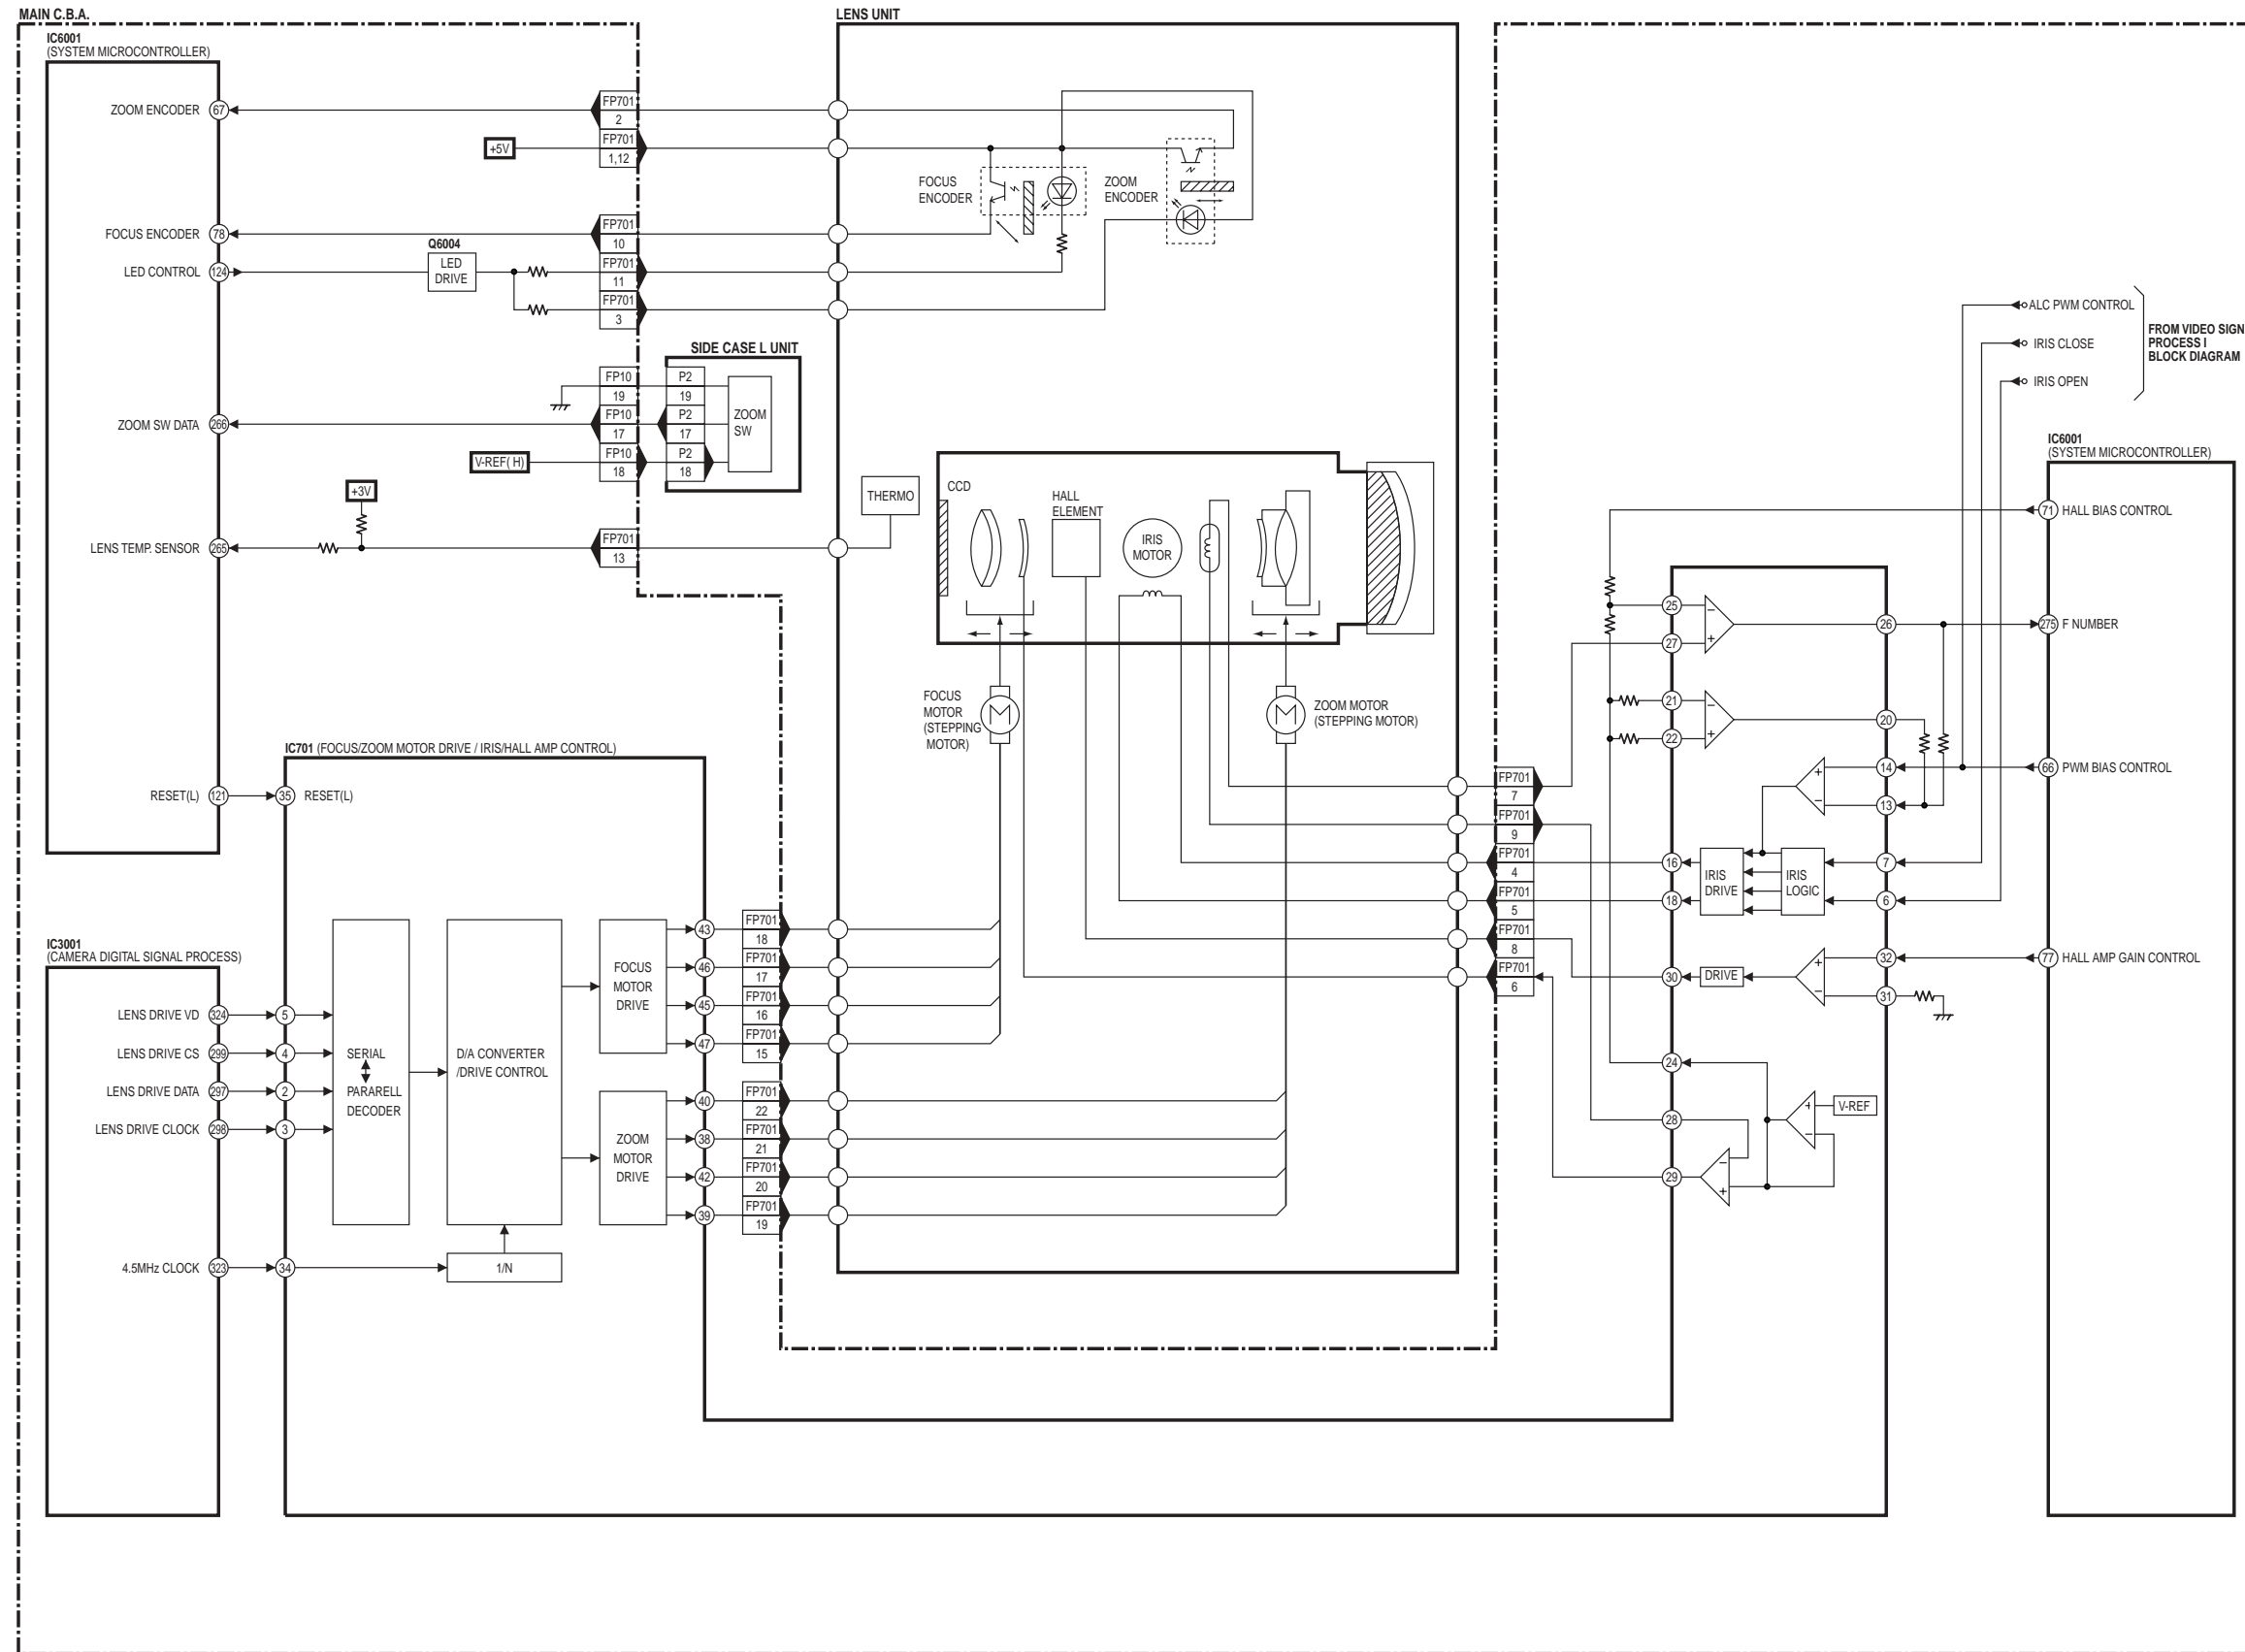 MAIN C.B.A.
IC6001
(SYSTEM MICROCONTROLLER)
ZOOM ENCODER 67
FP701
2
+5V
FP701
1,12
FOCUS ENCODER 78
FP701
10
LED CONTROL 124
Q6004
LED
DRIVE
FP701
11
FP701
3
SIDE CASE L UNIT
FP10
19
P2
19
ZOOM SW DATA 266
FP10
17
P2
17
ZOOM
SW
V-REF( H)
FP10
18
P2
18
+3V
LENS TEMP. SENSOR 265
FP701
13
RESET(L) 121
35 RESET(L)
IC701 (FOCUS/ZOOM MOTOR DRIVE / IRIS/HALL AMP CONTROL)
IC3001
(CAMERA DIGITAL SIGNAL PROCESS)
LENS DRIVE VD 324
5
LENS DRIVE CS 299
4
LENS DRIVE DATA 297
2
LENS DRIVE CLOCK 298
3
4.5MHz CLOCK 323
34
SERIAL
PARARELL
DECODER
D/A CONVERTER
/DRIVE CONTROL
1/N
FOCUS
MOTOR
DRIVE
ZOOM
MOTOR
DRIVE
43
FP701
18
46
FP701
17
45
FP701
16
47
FP701
15
40
FP701
22
38
FP701
21
42
FP701
20
39
FP701
19
LENS UNIT
FOCUS
ENCODER
ZOOM
ENCODER
THERMO
CCD
HALL
ELEMENT
IRIS
MOTOR
FOCUS
MOTOR
(STEPPING
MOTOR)
M
M
ZOOM MOTOR
(STEPPING MOTOR)
FP701
7
FP701
9
FP701
4
FP701
5
FP701
8
FP701
6
ALC PWM CONTROL
IRIS CLOSE
IRIS OPEN
FROM VIDEO SIGN
PROCESS I
BLOCK DIAGRAM
IC6001
(SYSTEM MICROCONTROLLER)
71 HALL BIAS CONTROL
275 F NUMBER
66 PWM BIAS CONTROL
77 HALL AMP GAIN CONTROL
25
−
27
+
26
21
−
22
+
20
14
+
13
−
16
18
IRIS
DRIVE
IRIS
LOGIC
7
6
30
DRIVE
32
+
31
−
24
28
29
V-REF
+
−
−
+